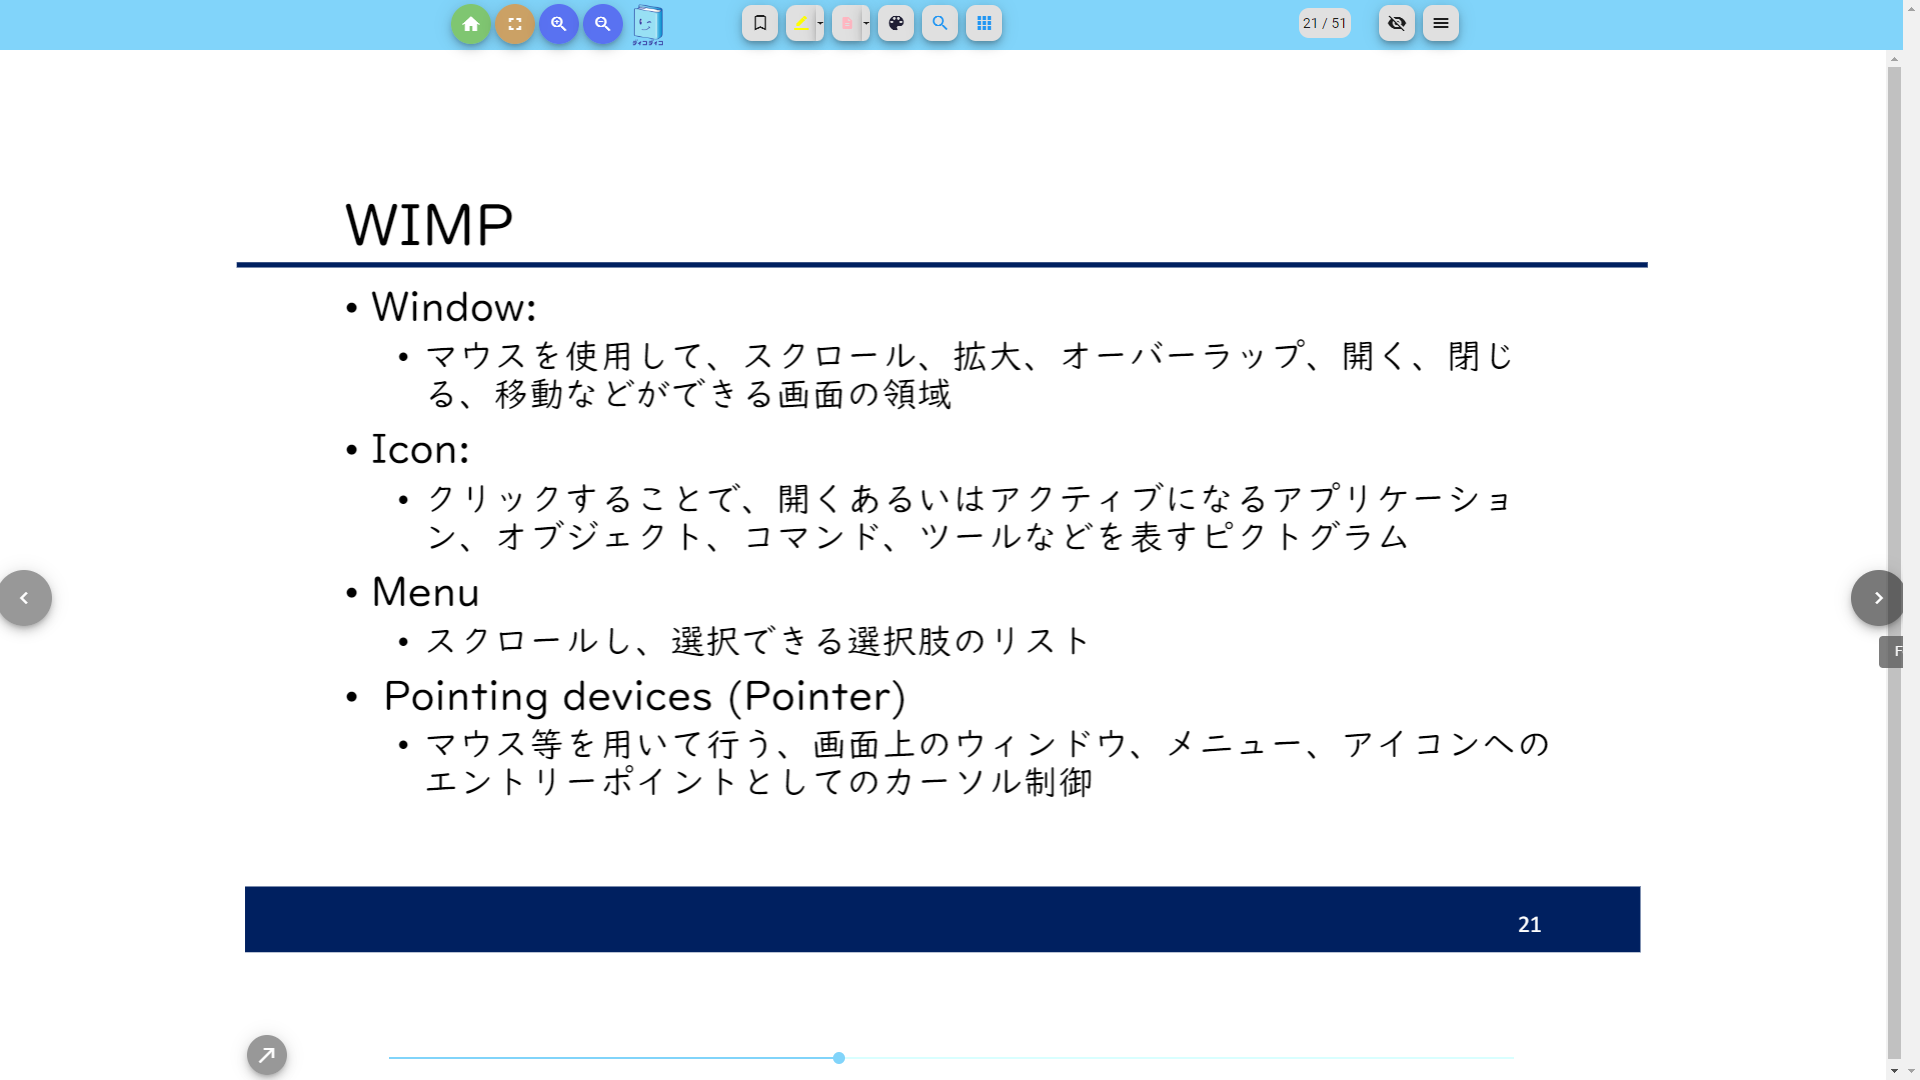 ダィコダィコ
21 / 51
WIMP
• Window:
• マウスを使用して、スクロール、拡大、オーバーラップ、開く、閉じ
る、移動などができる画面の領域
• Icon:
• クリックすることで、開くあるいはアクティブになるアプリケーショ
ン、オブジェクト、コマンド、ツールなどを表すピクトグラム
• Menu
• スクロールし、選択できる選択肢のリスト
• Pointing devices (Pointer)
• マウス等を用いて行う、画面上のウィンドウ、メニュー、アイコンへの
エントリーポイントとしてのカーソル制御
F
21